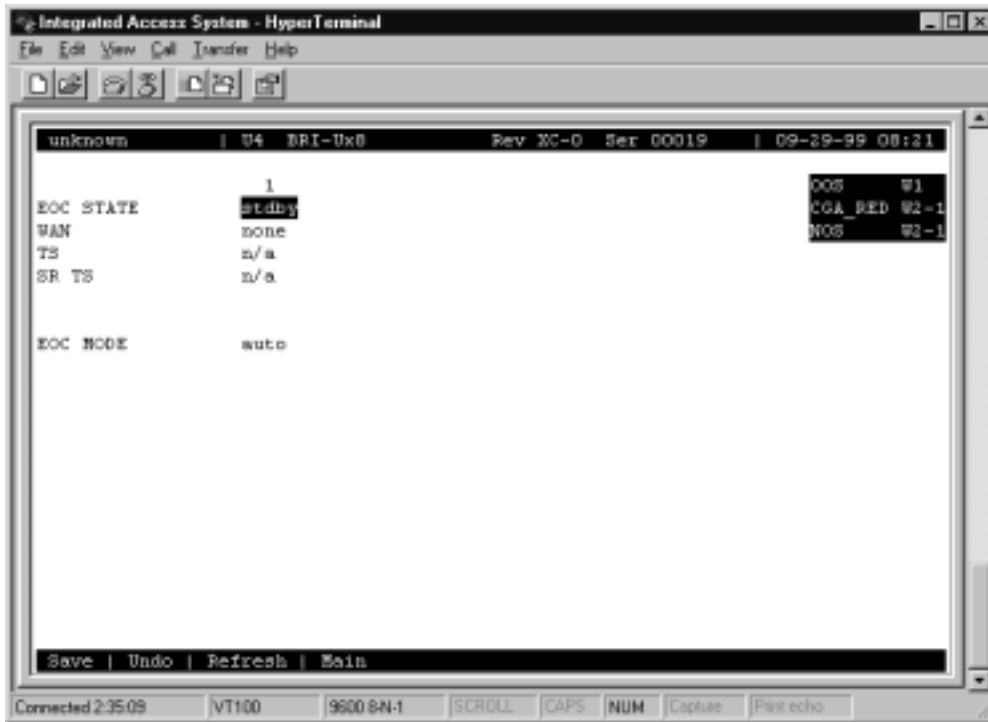 Integrated Access System - HyperTerminal
File Edit View Call Transfer Help
unknown | U4 BRI-Ux8 Rev XC-0 Ser 00019 | 09-29-99 08:21
1 OOS W1
EOC STATE stdby CGA_RED W2-1
WAN none NOS W2-1
TS n/a
SR TS n/a
EOC MODE auto
Save | Undo | Refresh | Main
Connected 2:35:09 VT100 9600 8-N-1 SCROLL CAPS NUM Capture Print echo